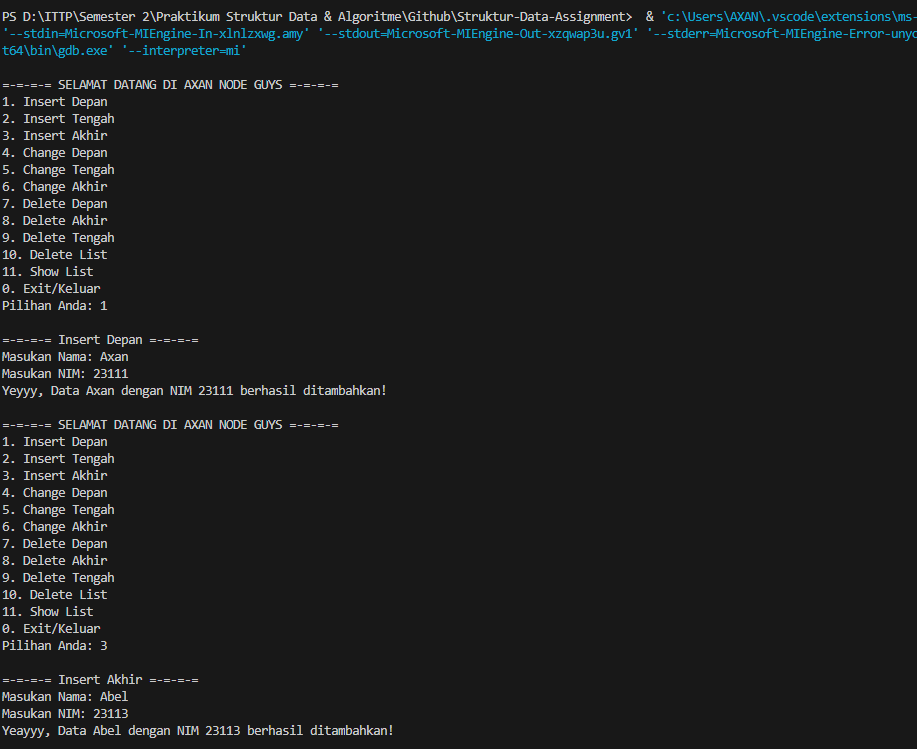 PS D:\ITTP\Semester 2\Praktikum Struktur Data & Algoritme\Github\Struktur-Data-Assignment>  & 'c:\Users\AXAN\.vscode\extensions\ms-
'--stdin=Microsoft-MIEngine-In-xlnlzxwg.amy' '--stdout=Microsoft-MIEngine-Out-xzqwap3u.gv1' '--stderr=Microsoft-MIEngine-Error-unyc
t64\bin\gdb.exe' '--interpreter=mi'
=-=-=-= SELAMAT DATANG DI AXAN NODE GUYS =-=-=-=
1. Insert Depan
2. Insert Tengah
3. Insert Akhir
4. Change Depan
5. Change Tengah
6. Change Akhir
7. Delete Depan
8. Delete Akhir
9. Delete Tengah
10. Delete List
11. Show List
0. Exit/Keluar
Pilihan Anda: 1
=-=-=-= Insert Depan =-=-=-=
Masukan Nama: Axan
Masukan NIM: 23111
Yeyyy, Data Axan dengan NIM 23111 berhasil ditambahkan!
=-=-=-= SELAMAT DATANG DI AXAN NODE GUYS =-=-=-=
1. Insert Depan
2. Insert Tengah
3. Insert Akhir
4. Change Depan
5. Change Tengah
6. Change Akhir
7. Delete Depan
8. Delete Akhir
9. Delete Tengah
10. Delete List
11. Show List
0. Exit/Keluar
Pilihan Anda: 3
=-=-=-= Insert Akhir =-=-=-=
Masukan Nama: Abel
Masukan NIM: 23113
Yeayyy, Data Abel dengan NIM 23113 berhasil ditambahkan!